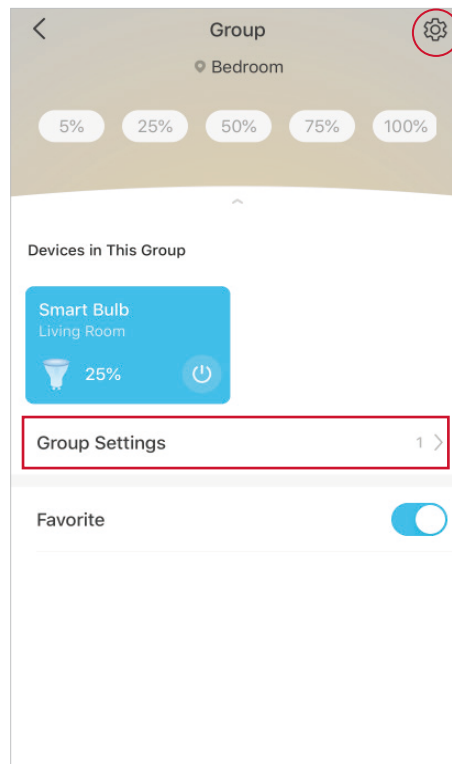 Group
Bedroom
5% 25% 50% 75% 100%
Devices in This Group
Smart Bulb
Living Room
25%
Group Settings 1
Favorite